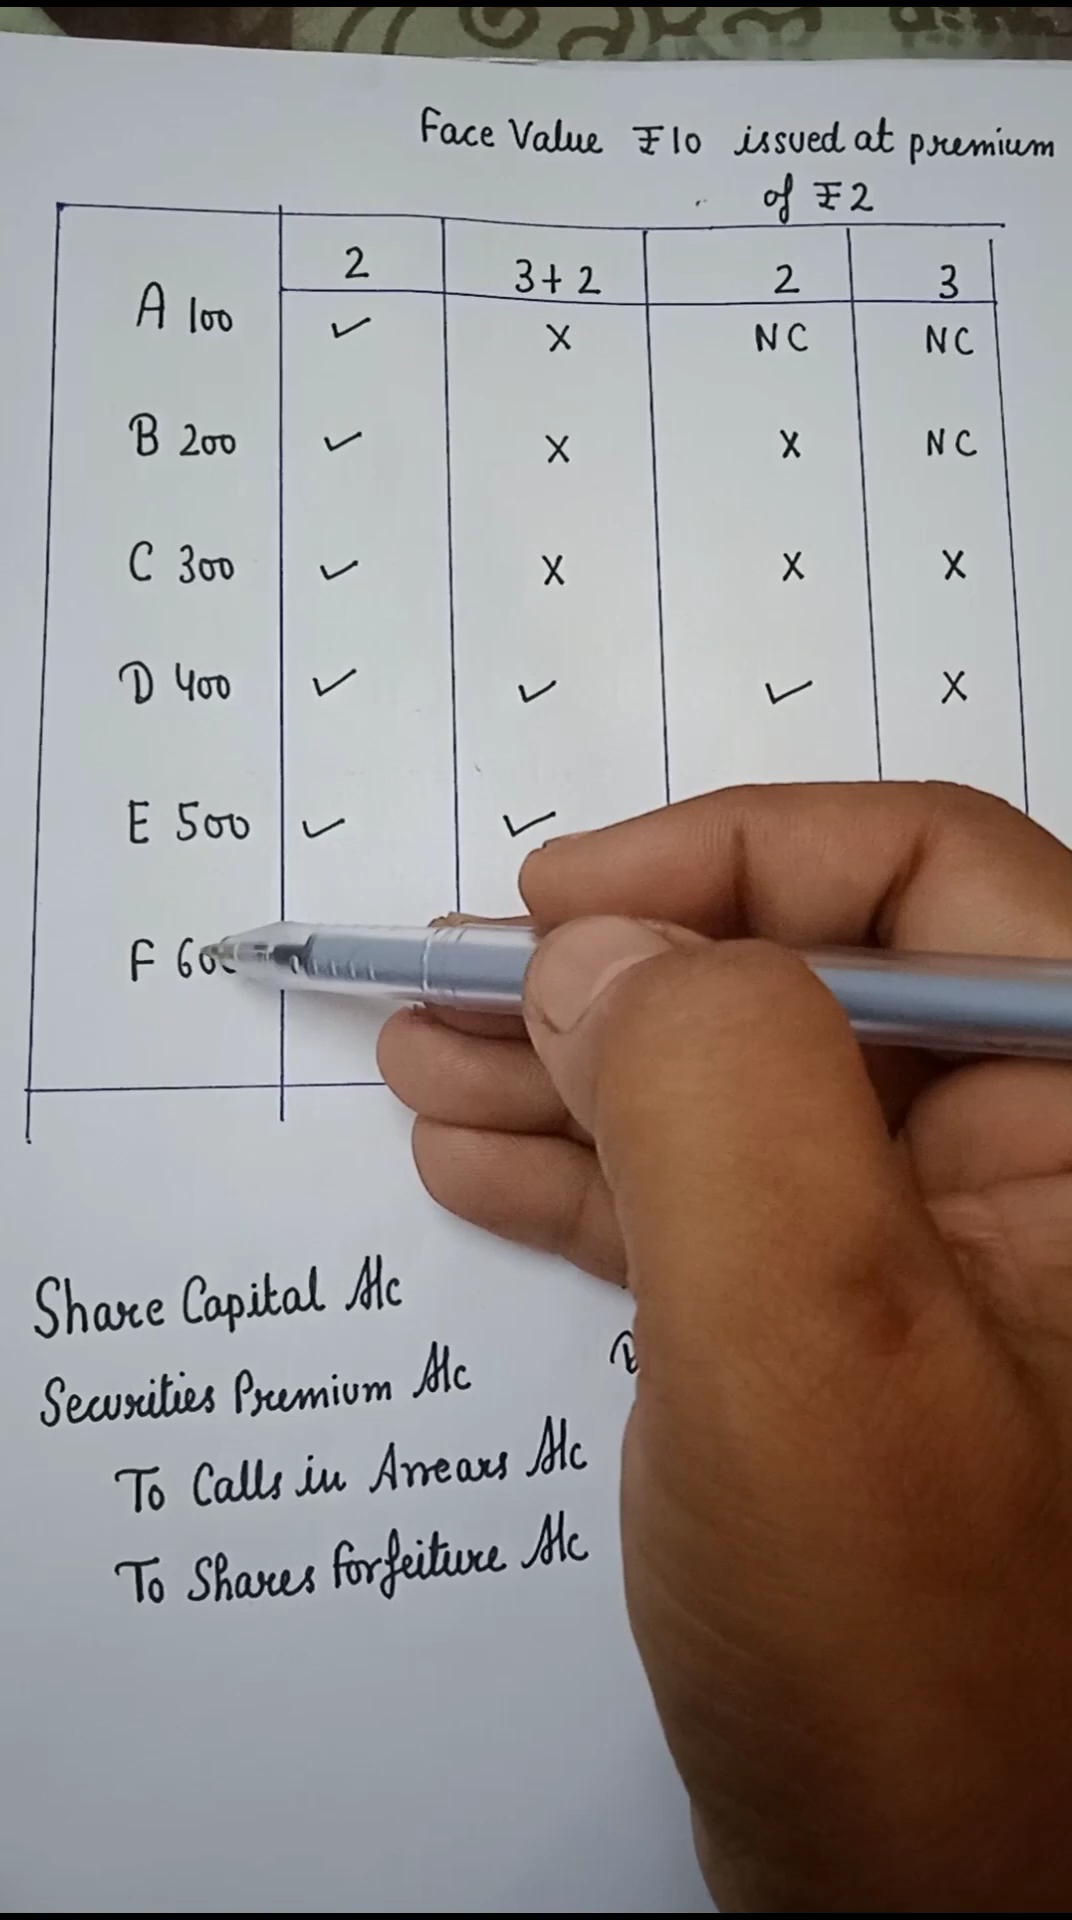 Face Value ₹10 issued at premium
of ₹2
2 3+2 2 3
A 100 ✓ X NC NC
B 200 ✓ X X NC
C 300 ✓ X X X
D 400 ✓ ✓ ✓ X
E 500 ✓ ✓
F
Share Capital A/c
Securities Premium A/c
To Calls in Arrears A/c
To Shares forfeiture A/c